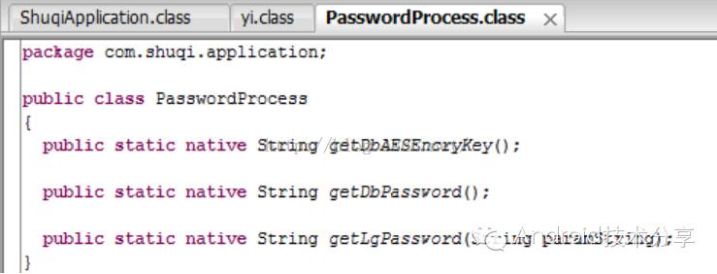 ShuqiApplication.class yi.class PasswordProcess.class
package com.shuqi.application;
public class PasswordProcess
{
public static native String getDbAESEncryKey();
public static native String getDbPassword();
public static native String getLgPassword(String paramString);
}
Android技术分享